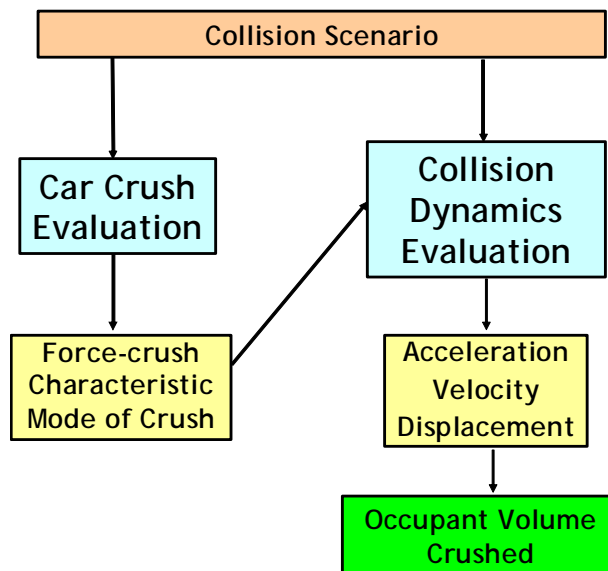 Collision Scenario
Car Crush
Evaluation
Collision
Dynamics
Evaluation
Force-crush
Characteristic
Mode of Crush
Acceleration
Velocity
Displacement
Occupant Volume
Crushed